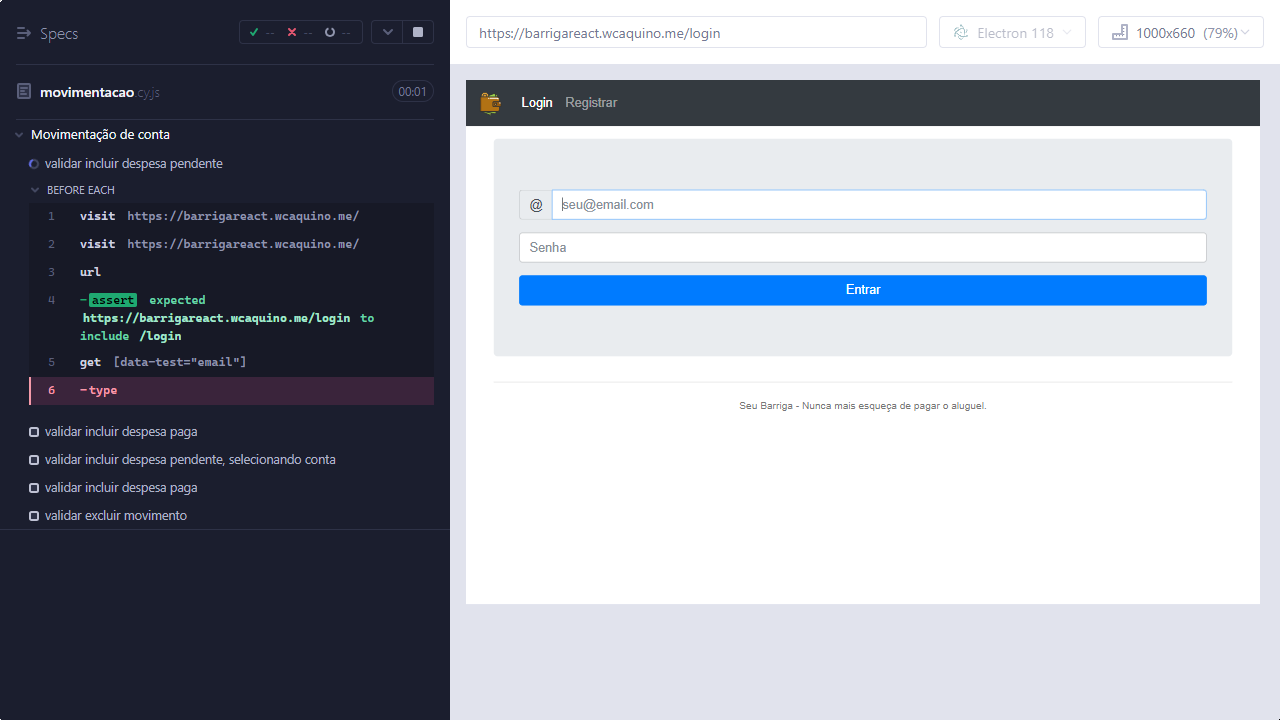 Specs
-- -- --
movimentacao.cy.js
00:01
Movimentação de conta
validar incluir despesa pendente
BEFORE EACH
1 visit https://barrigareact.wcaquino.me/
2 visit https://barrigareact.wcaquino.me/
3 url
4 -assert expected
https://barrigareact.wcaquino.me/login to
include /login
5 get [data-test="email"]
6 -type
validar incluir despesa paga
validar incluir despesa pendente, selecionando conta
validar incluir despesa paga
validar excluir movimento
https://barrigareact.wcaquino.me/login
Electron 118
1000x660 (79%)
Login Registrar
@ seu@email.com
Senha
Entrar
Seu Barriga - Nunca mais esqueça de pagar o aluguel.